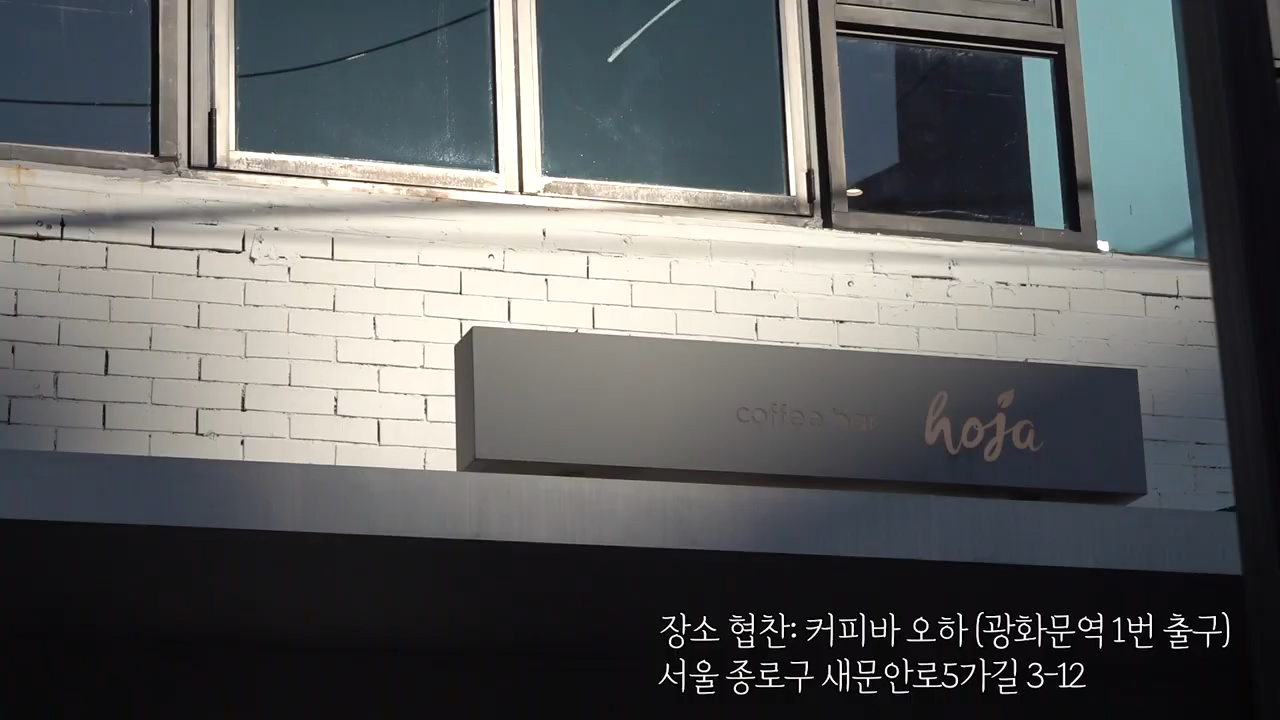 coffee bar hoja
장소 협찬: 커피바 오하 (광화문역 1번 출구)
서울 종로구 새문안로5가길 3-12